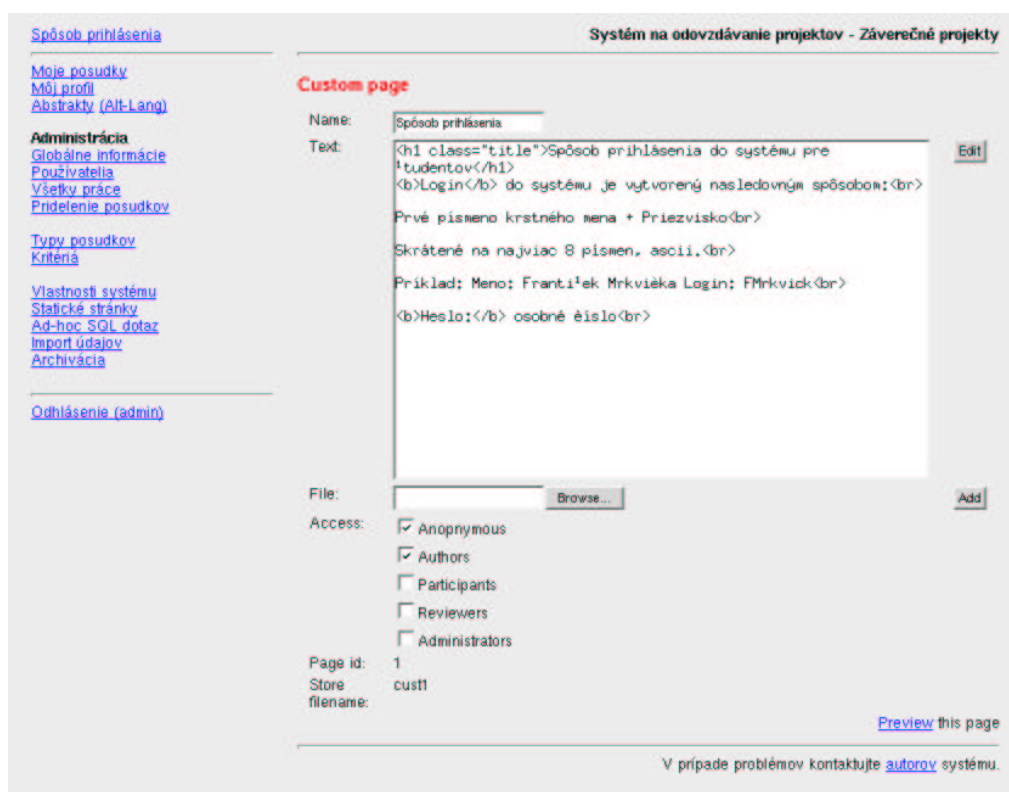 Spôsob prihlásenia
Systém na odovzdávanie projektov - Záverečné projekty
Moje posudky
Môj profil
Abstrakty (Alt-Lang)
Administrácia
Globálne informácie
Používatelia
Všetky práce
Pridelenie posudkov
Typy posudkov
Kritériá
Vlastnosti systému
Statické stránky
Ad-hoc SQL dotaz
Import údajov
Archivácia
Odhlásenie (admin)
Custom page
Name: Spôsob prihlásenia
Text: <h1 class="title">Spôsob prihlásenia do systému pre
¹tudentov</h1>
<b>Login</b> do systému je vytvorený nasledovným spôsobom:<br>
Prvé písmeno krstného mena + Priezvisko<br>
Skrátené na najviac 8 písmen, ascii.<br>
Príklad: Meno: Franti¹ek Mrkvièka Login: FMrkvick<br>
<b>Heslo:</b> osobné èíslo<br>
Edit
File: Browse... Add
Access: Anopnymous
Authors
Participants
Reviewers
Administrators
Page id: 1
Store filename: cust1
Preview this page
V prípade problémov kontaktujte autorov systému.